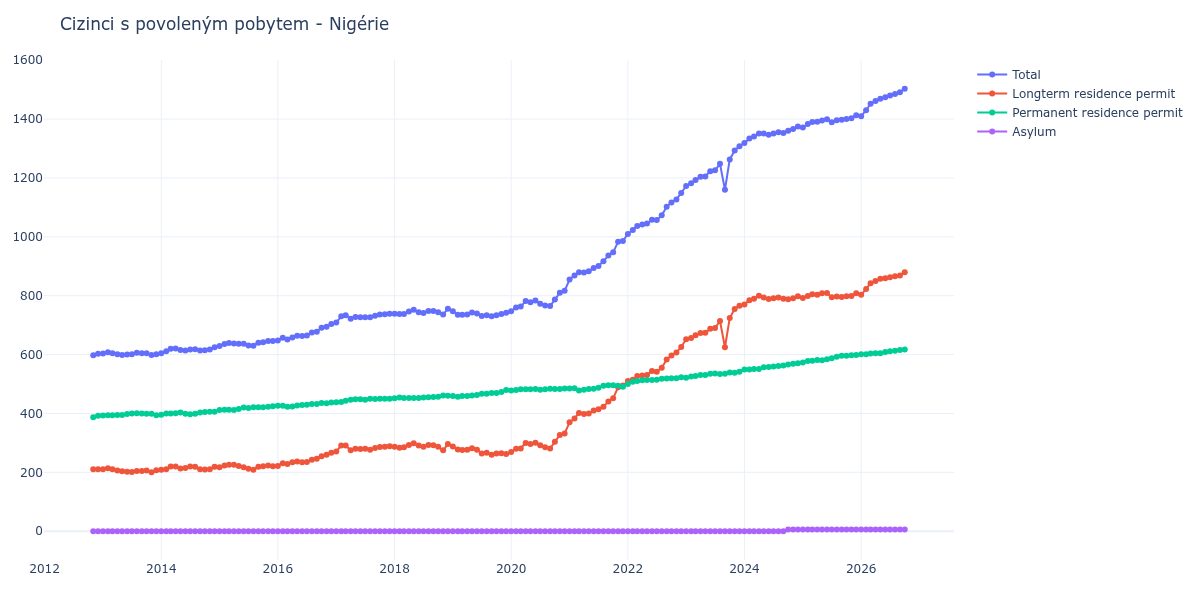 Cizinci s povoleným pobytem - Nigérie
1600
1400
1200
1000
800
600
400
200
0
2012 2014 2016 2018 2020 2022 2024 2026
Total
Longterm residence permit
Permanent residence permit
Asylum